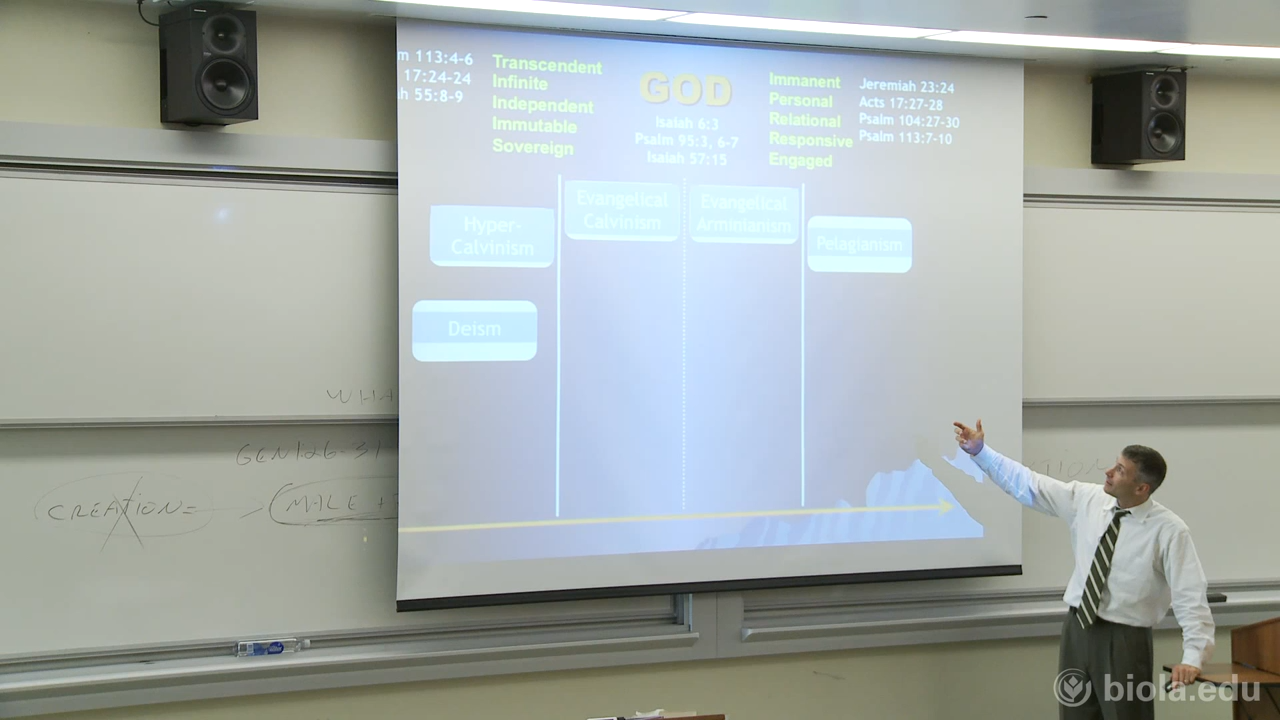 m 113:4-6
17:24-24
h 55:8-9
Transcendent
Infinite
Independent
Immutable
Sovereign
GOD
Isaiah 6:3
Psalm 95:3, 6-7
Isaiah 57:15
Immanent
Personal
Relational
Responsive
Engaged
Jeremiah 23:24
Acts 17:27-28
Psalm 104:27-30
Psalm 113:7-10
Hyper-
Calvinism
Evangelical
Calvinism
Evangelical
Arminianism
Pelagianism
Deism
WHA
GEN 1:26-31
CREATION =
MALE +
TION
biola.edu